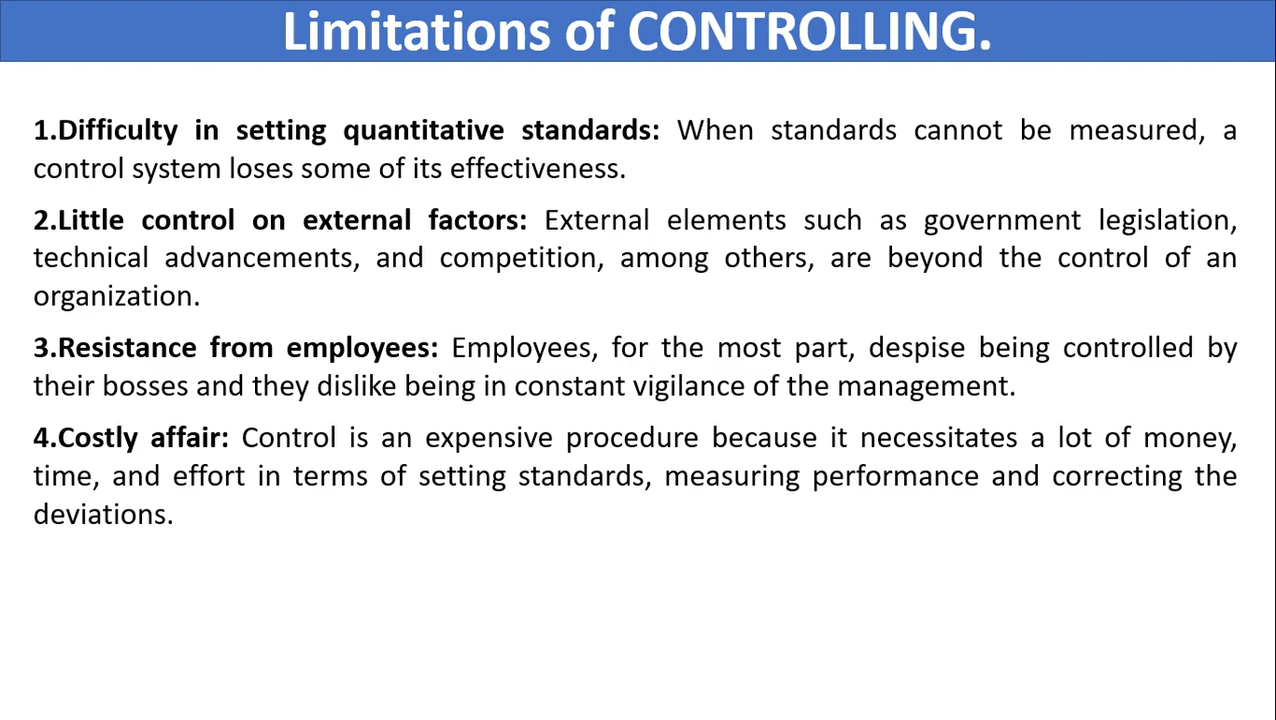 Limitations of CONTROLLING.
1.Difficulty in setting quantitative standards: When standards cannot be measured, a
control system loses some of its effectiveness.
2.Little control on external factors: External elements such as government legislation,
technical advancements, and competition, among others, are beyond the control of an
organization.
3.Resistance from employees: Employees, for the most part, despise being controlled by
their bosses and they dislike being in constant vigilance of the management.
4.Costly affair: Control is an expensive procedure because it necessitates a lot of money,
time, and effort in terms of setting standards, measuring performance and correcting the
deviations.